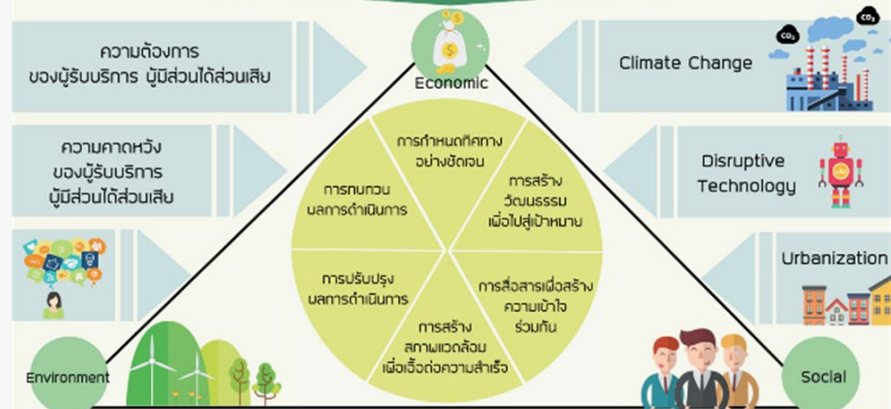 ความต้องการ
ของผู้รับบริการ ผู้มีส่วนได้ส่วนเสีย
ความคาดหวัง
ของผู้รับบริการ
ผู้มีส่วนได้ส่วนเสีย
Economic
Climate Change
CO₂
CO₂
Disruptive
Technology
Urbanization
การกำหนดทิศทาง
อย่างชัดเจน
การสร้าง
วัฒนธรรม
เพื่อไปสู่เป้าหมาย
การสื่อสารเพื่อสร้าง
ความเข้าใจ
ร่วมกัน
การสร้าง
สภาพแวดล้อม
เพื่อเอื้อต่อความสำเร็จ
การปรับปรุง
ผลการดำเนินการ
การทบทวน
ผลการดำเนินการ
Environment
Social